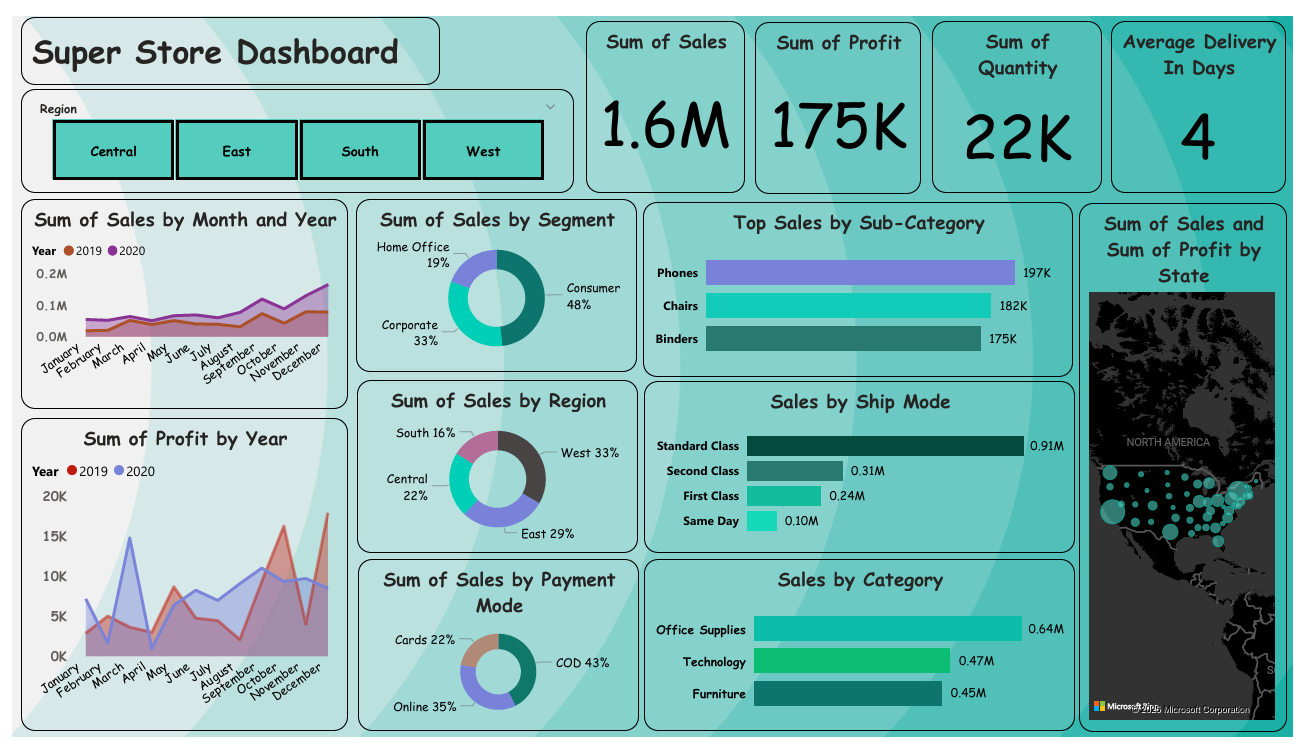 Super Store Dashboard
Region
Central
East
South
West
Sum of Sales
1.6M
Sum of Profit
175K
Sum of
Quantity
22K
Average Delivery
In Days
4
Sum of Sales by Month and Year
Year 2019 2020
0.2M
0.1M
0.0M
January
February
March
April
May
June
July
August
September
October
November
December
Sum of Profit by Year
Year 2019 2020
20K
15K
10K
5K
0K
January
February
March
April
May
June
July
August
September
October
November
December
Sum of Sales by Segment
Home Office
19%
Consumer
48%
Corporate
33%
Sum of Sales by Region
South 16%
West 33%
Central
22%
East 29%
Sum of Sales by Payment
Mode
Cards 22%
COD 43%
Online 35%
Top Sales by Sub-Category
Phones 197K
Chairs 182K
Binders 175K
Sales by Ship Mode
Standard Class 0.91M
Second Class 0.31M
First Class 0.24M
Same Day 0.10M
Sales by Category
Office Supplies 0.64M
Technology 0.47M
Furniture 0.45M
Sum of Sales and
Sum of Profit by
State
NORTH AMERICA
Microsoft Bing
Microsoft Corporation